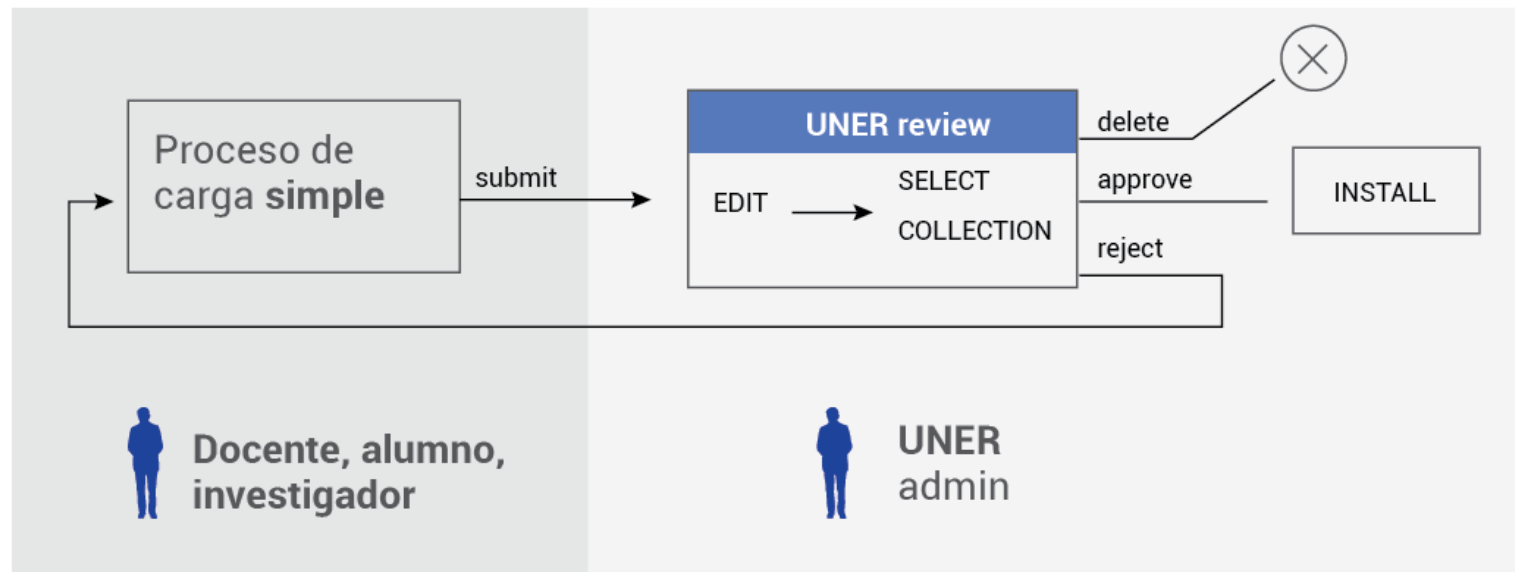 Proceso de
carga simple
submit
UNER review
EDIT
SELECT
COLLECTION
delete
approve
reject
INSTALL
Docente, alumno,
investigador
UNER
admin